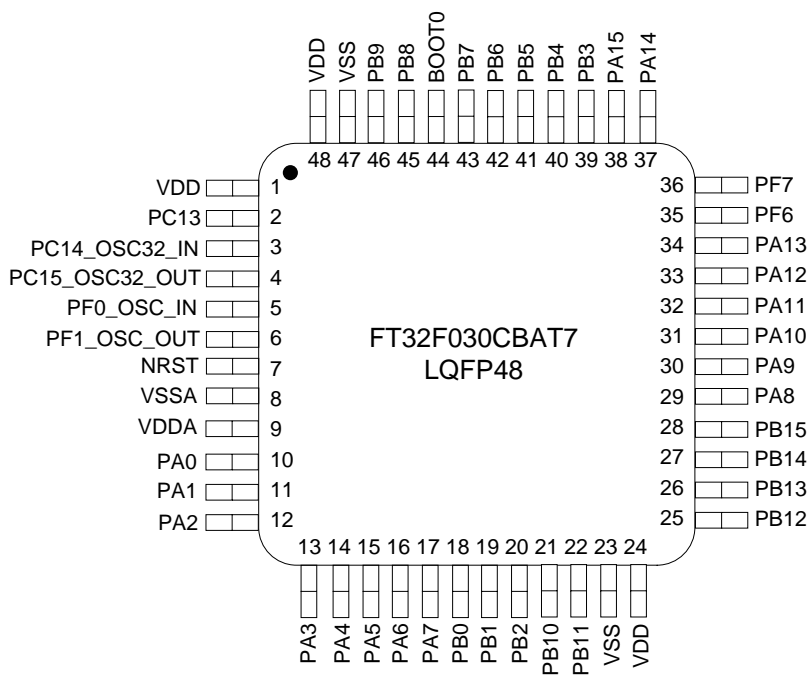 VDD
VSS
PB9
PB8
BOOT0
PB7
PB6
PB5
PB4
PB3
PA15
PA14
48 47 46 45 44 43 42 41 40 39 38 37
VDD 1
PC13 2
PC14_OSC32_IN 3
PC15_OSC32_OUT 4
PF0_OSC_IN 5
PF1_OSC_OUT 6
NRST 7
VSSA 8
VDDA 9
PA0 10
PA1 11
PA2 12
FT32F030CBAT7
LQFP48
36 PF7
35 PF6
34 PA13
33 PA12
32 PA11
31 PA10
30 PA9
29 PA8
28 PB15
27 PB14
26 PB13
25 PB12
13 14 15 16 17 18 19 20 21 22 23 24
PA3
PA4
PA5
PA6
PA7
PB0
PB1
PB2
PB10
PB11
VSS
VDD